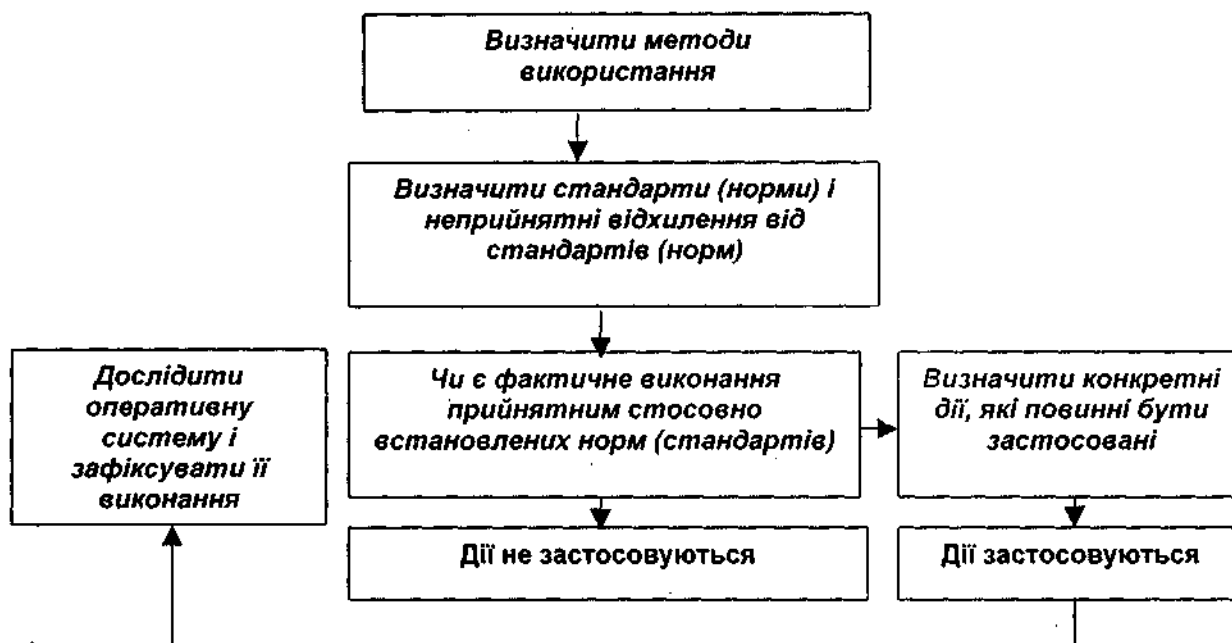 Визначити методи
використання
Визначити стандарти (норми) і
неприйнятні відхилення від
стандартів (норм)
Дослідити
оперативну
систему і
зафіксувати її
виконання
Чи є фактичне виконання
прийнятним стосовно
встановлених норм (стандартів)
Визначити конкретні
дії, які повинні бути
застосовані
Дії не застосовуються
Дії застосовуються